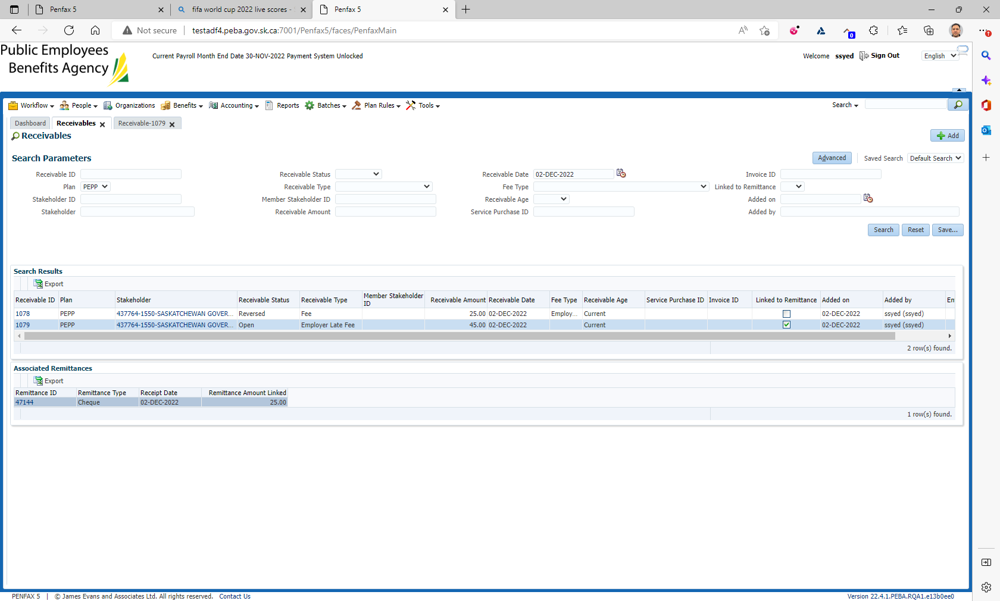 Penfax 5
fifa world cup 2022 live scores -
Penfax 5
Not secure
testadf4.peba.gov.sk.ca:7001/Penfax5/faces/PenfaxMain
0
Public Employees
Benefits Agency
Current Payroll Month End Date 30-NOV-2022 Payment System Unlocked
Welcome ssyed Sign Out
English
Workflow People Organizations Benefits Accounting Reports Batches Plan Rules Tools
Search
Dashboard Receivables Receivable-1079
Receivables
Add
Search Parameters
Advanced Saved Search Default Search
Receivable ID Receivable Status Receivable Date 02-DEC-2022 Invoice ID
Plan PEPP Receivable Type Fee Type Linked to Remittance
Stakeholder ID Member Stakeholder ID Receivable Age Added on
Stakeholder Receivable Amount Service Purchase ID Added by
Search Reset Save...
Search Results
Export
Receivable ID Plan Stakeholder Receivable Status Receivable Type Member Stakeholder ID Receivable Amount Receivable Date Fee Type Receivable Age Service Purchase ID Invoice ID Linked to Remittance Added on Added by En
1078 PEPP 437764-1550-SASKATCHEWAN GOVER... Reversed Fee 25.00 02-DEC-2022 Employ... Current 02-DEC-2022 ssyed (ssyed)
1079 PEPP 437764-1550-SASKATCHEWAN GOVER... Open Employer Late Fee 45.00 02-DEC-2022 Current 02-DEC-2022 ssyed (ssyed)
2 row(s) found.
Associated Remittances
Export
Remittance ID Remittance Type Receipt Date Remittance Amount Linked
47144 Cheque 02-DEC-2022 25.00
1 row(s) found.
PENFAX 5 | © James Evans and Associates Ltd. All rights reserved. Contact Us
Version 22.4.1.PEBA.RQA1.e13b0ee0